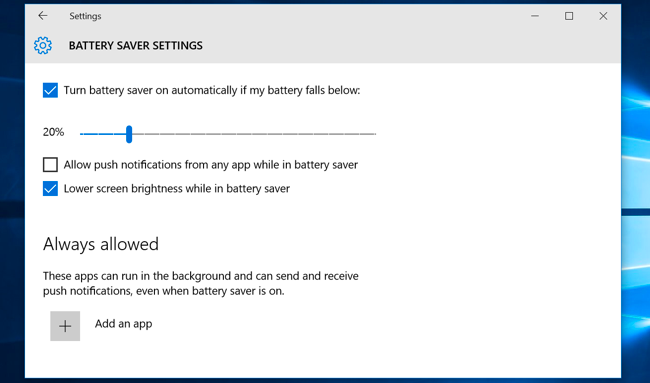 Settings
BATTERY SAVER SETTINGS
Turn battery saver on automatically if my battery falls below:
20%
Allow push notifications from any app while in battery saver
Lower screen brightness while in battery saver
Always allowed
These apps can run in the background and can send and receive
push notifications, even when battery saver is on.
Add an app